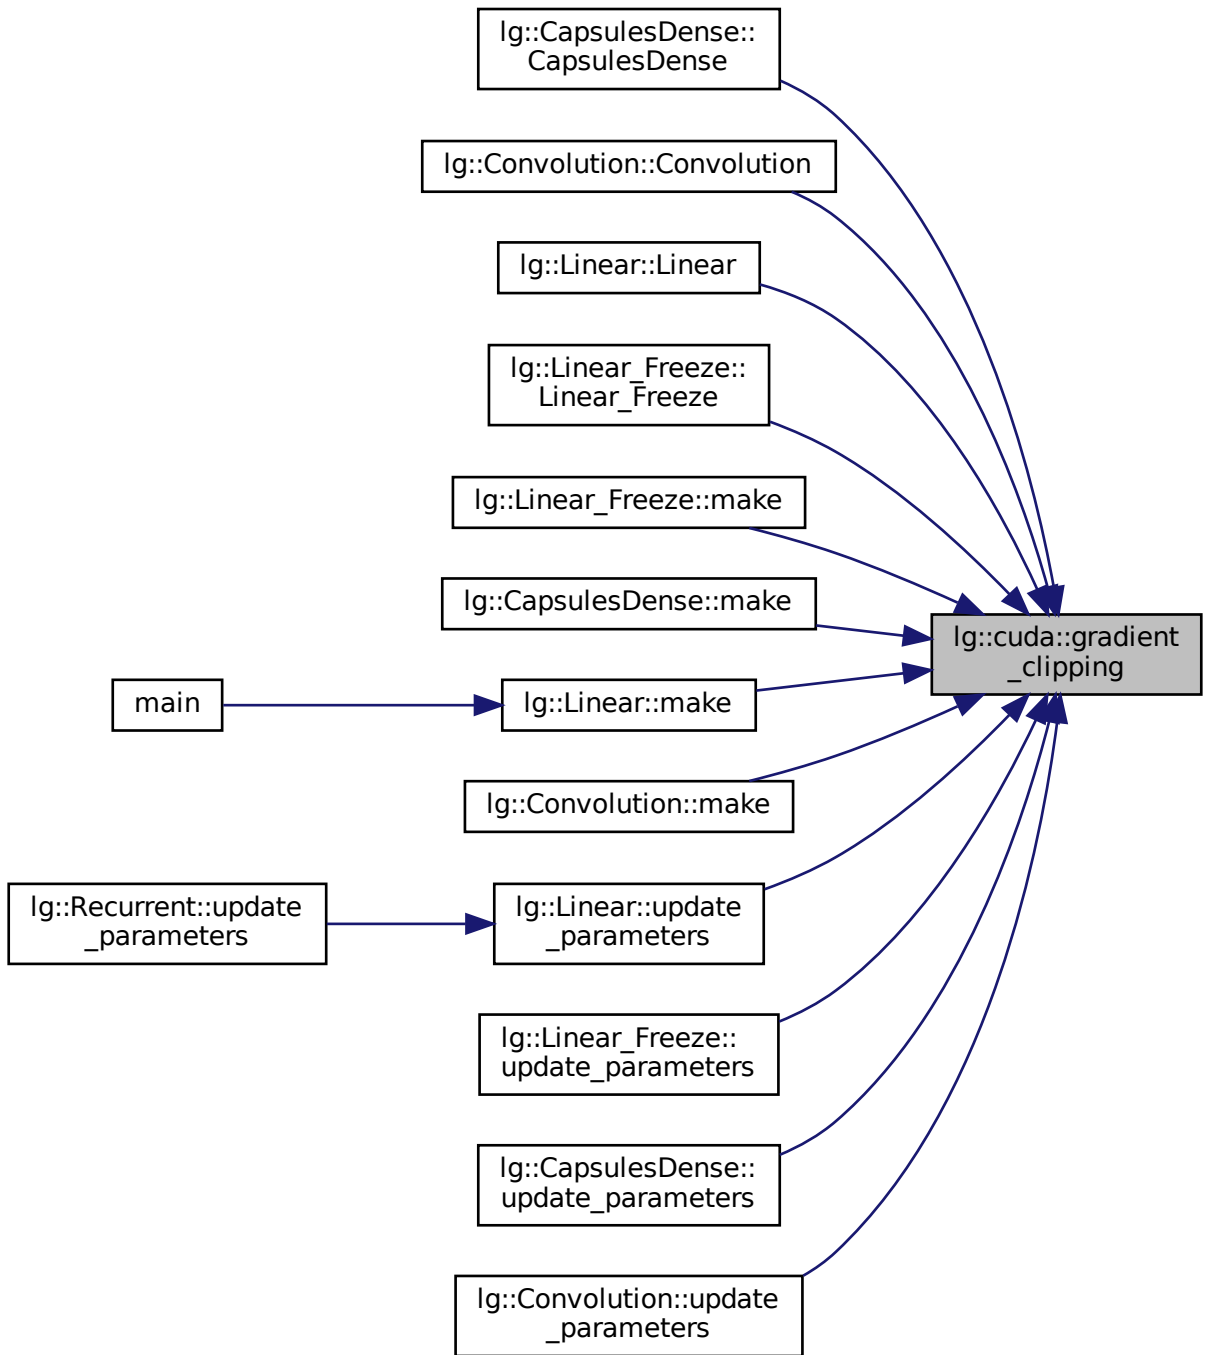 lg::CapsulesDense::
CapsulesDense
lg::Convolution::Convolution
lg::Linear::Linear
lg::Linear_Freeze::
Linear_Freeze
lg::Linear_Freeze::make
lg::CapsulesDense::make
lg::cuda::gradient
_clipping
main
lg::Linear::make
lg::Convolution::make
lg::Recurrent::update
_parameters
lg::Linear::update
_parameters
lg::Linear_Freeze::
update_parameters
lg::CapsulesDense::
update_parameters
lg::Convolution::update
_parameters